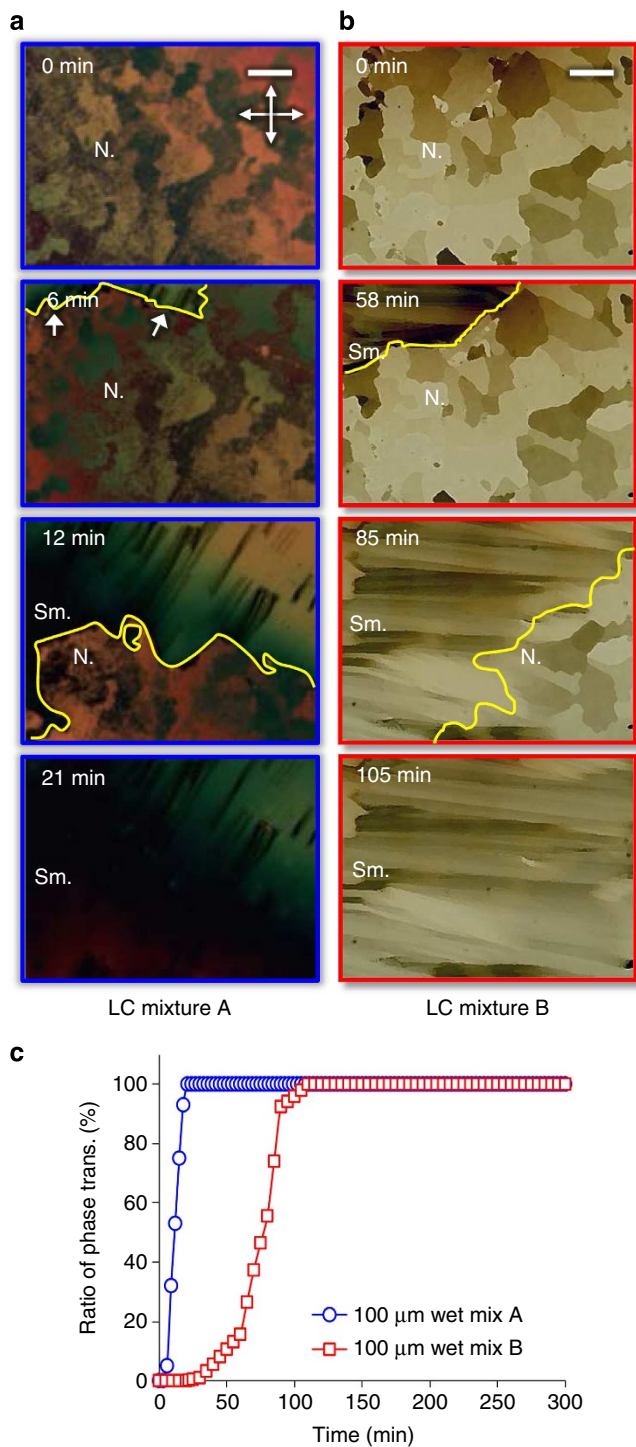 a
0 min
N.
6 min
N.
12 min
Sm.
N.
21 min
Sm.
LC mixture A
b
0 min
N.
58 min
Sm.
N.
85 min
Sm.
N.
105 min
Sm.
LC mixture B
c
Ratio of phase trans. (%)
100
80
60
40
20
0
100 μm wet mix A
100 μm wet mix B
0 50 100 150 200 250 300
Time (min)